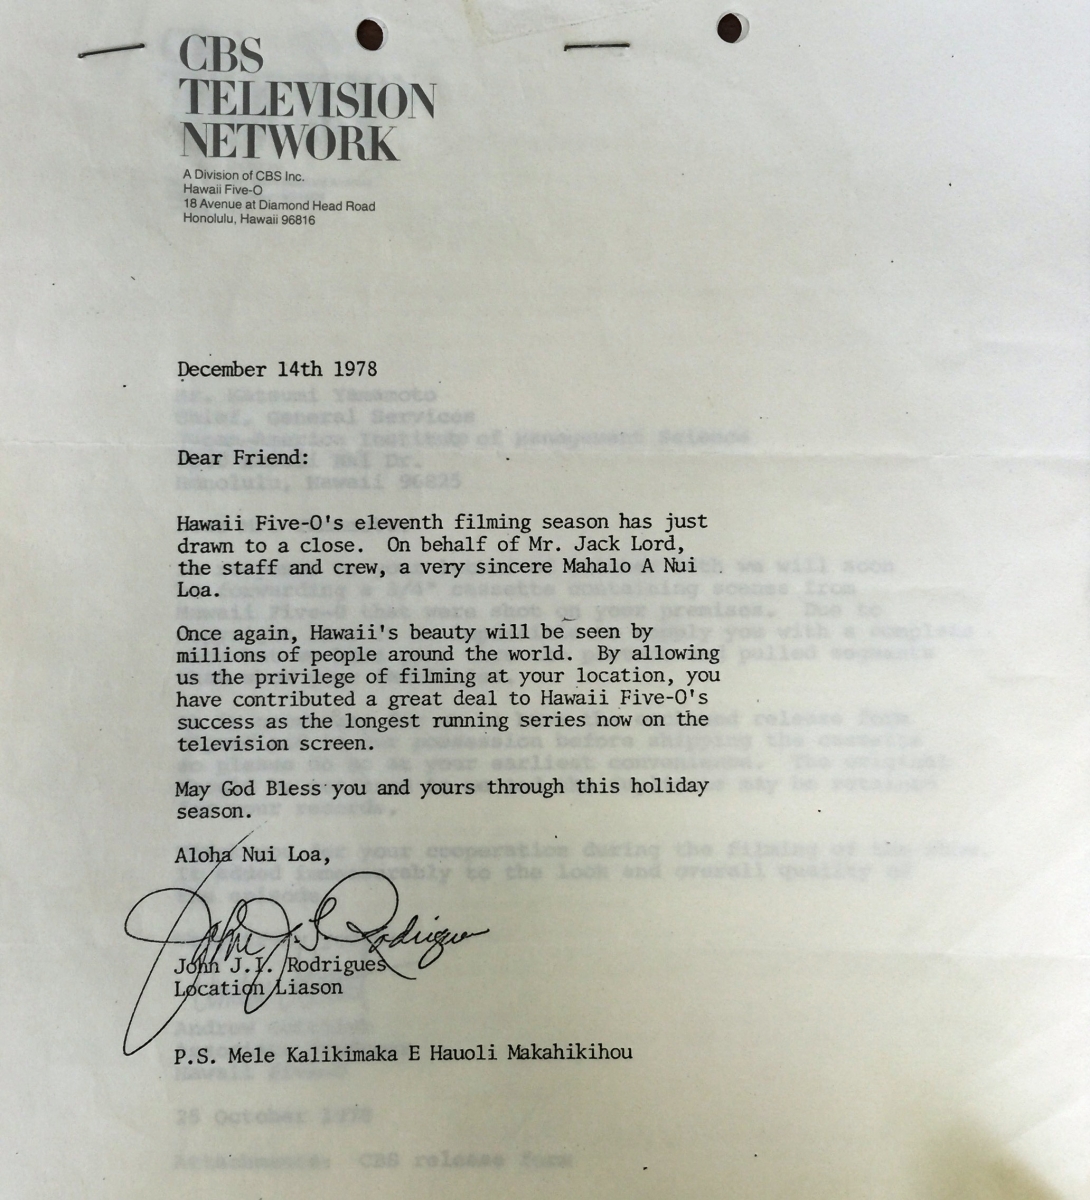 CBS
TELEVISION
NETWORK
A Division of CBS Inc.
Hawaii Five-O
18 Avenue at Diamond Head Road
Honolulu, Hawaii 96816
December 14th 1978
Dear Friend:
Hawaii Five-O's eleventh filming season has just
drawn to a close. On behalf of Mr. Jack Lord,
the staff and crew, a very sincere Mahalo A Nui
Loa.
Once again, Hawaii's beauty will be seen by
millions of people around the world. By allowing
us the privilege of filming at your location, you
have contributed a great deal to Hawaii Five-O's
success as the longest running series now on the
television screen.
May God Bless you and yours through this holiday
season.
Aloha Nui Loa,
John J.I. Rodrigues
John J.I. Rodrigues
Location Liason
P.S. Mele Kalikimaka E Hauoli Makahikihou